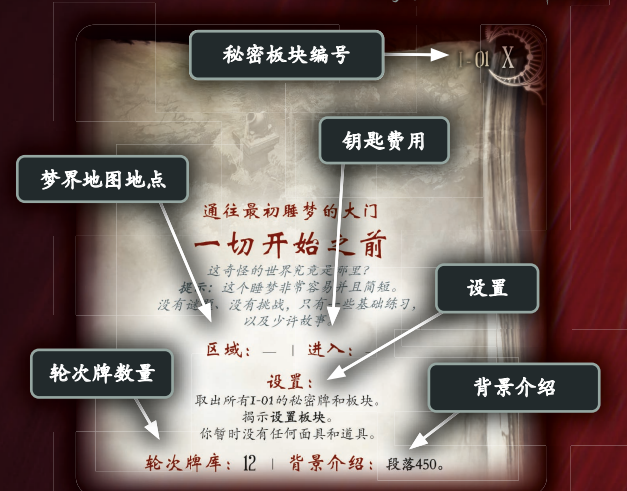 秘密板块编号
I-01 X
钥匙费用
梦界地图地点
通往最初睡梦的大门
一切开始之前
这奇怪的世界究竟是那里？
提示：这个睡梦非常容易并且简短。
没有谜题、没有挑战，只有一些基础练习，
以及少许故事
设置
区域： — | 进入：
轮次牌数量
设置：
背景介绍
取出所有I-01的秘密牌和板块。
揭示设置板块。
你暂时没有任何面具和道具。
轮次牌库：12 | 背景介绍：段落450。